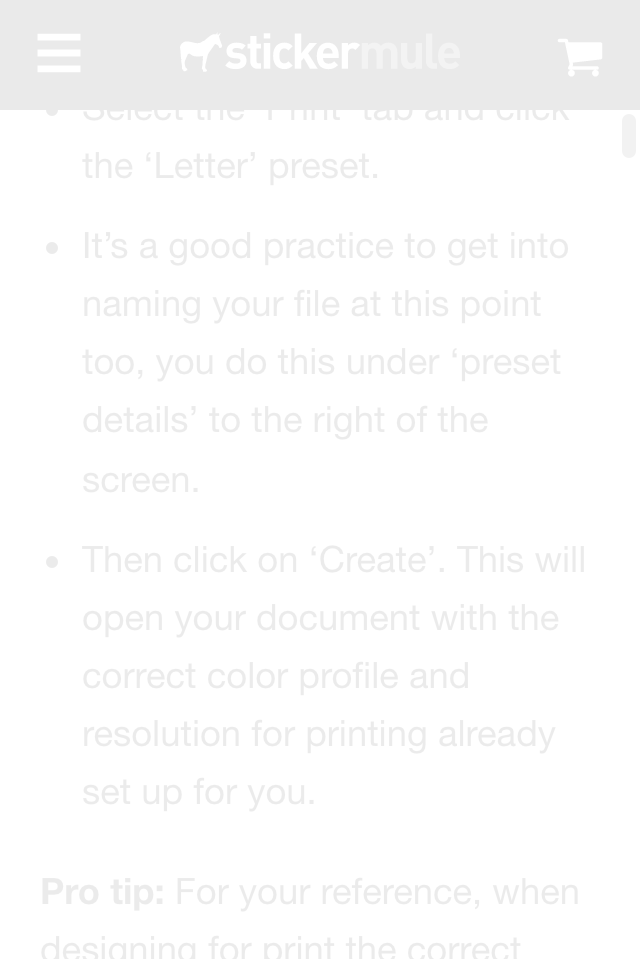 stickermule
Select the ‘Print’ tab and click
the ‘Letter’ preset.
It’s a good practice to get into
naming your file at this point
too, you do this under ‘preset
details’ to the right of the
screen.
Then click on ‘Create’. This will
open your document with the
correct color profile and
resolution for printing already
set up for you.
Pro tip: For your reference, when
designing for print the correct